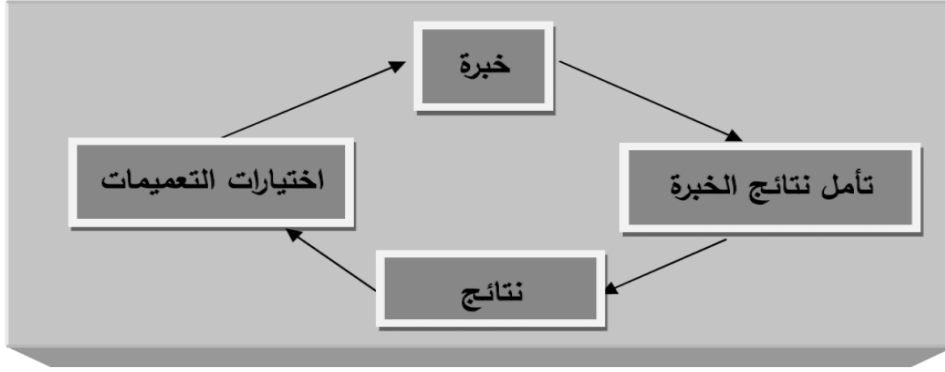 خبرة
تأمل نتائج الخبرة
نتائج
اختيارات التعميمات